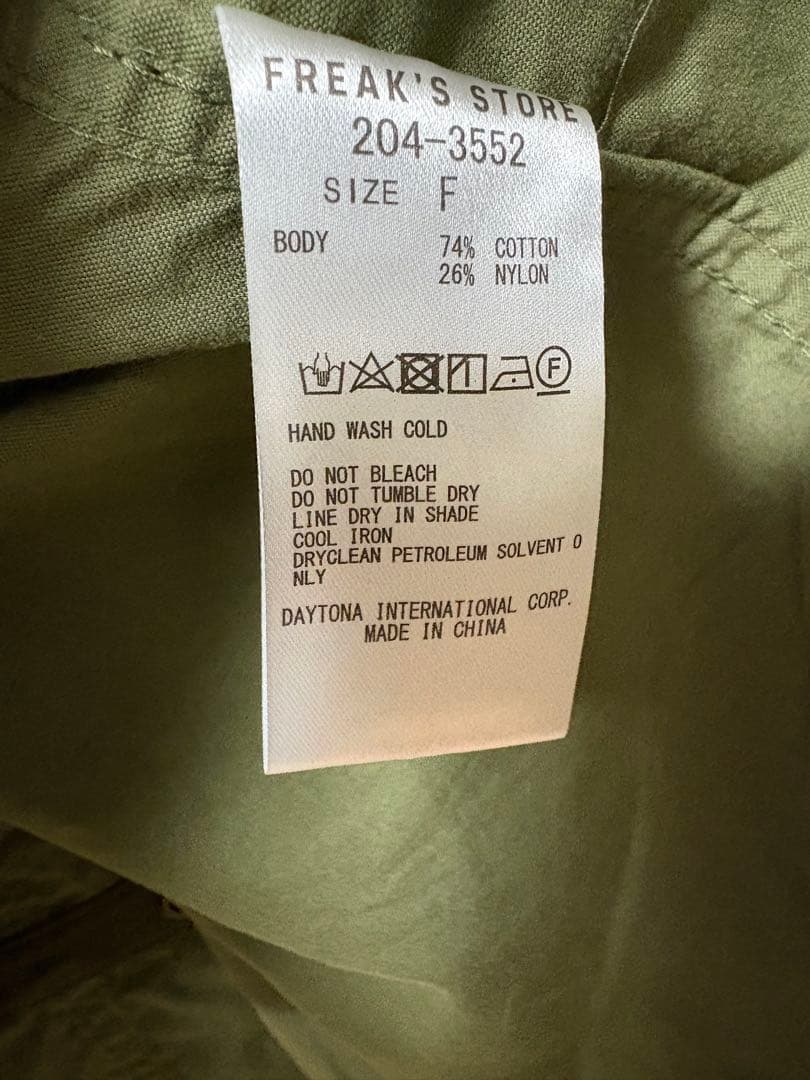 FREAK'S STORE
204-3552
SIZE F
BODY 74% COTTON
26% NYLON
F
HAND WASH COLD
DO NOT BLEACH
DO NOT TUMBLE DRY
LINE DRY IN SHADE
COOL IRON
DRYCLEAN PETROLEUM SOLVENT O
NLY
DAYTONA INTERNATIONAL CORP.
MADE IN CHINA